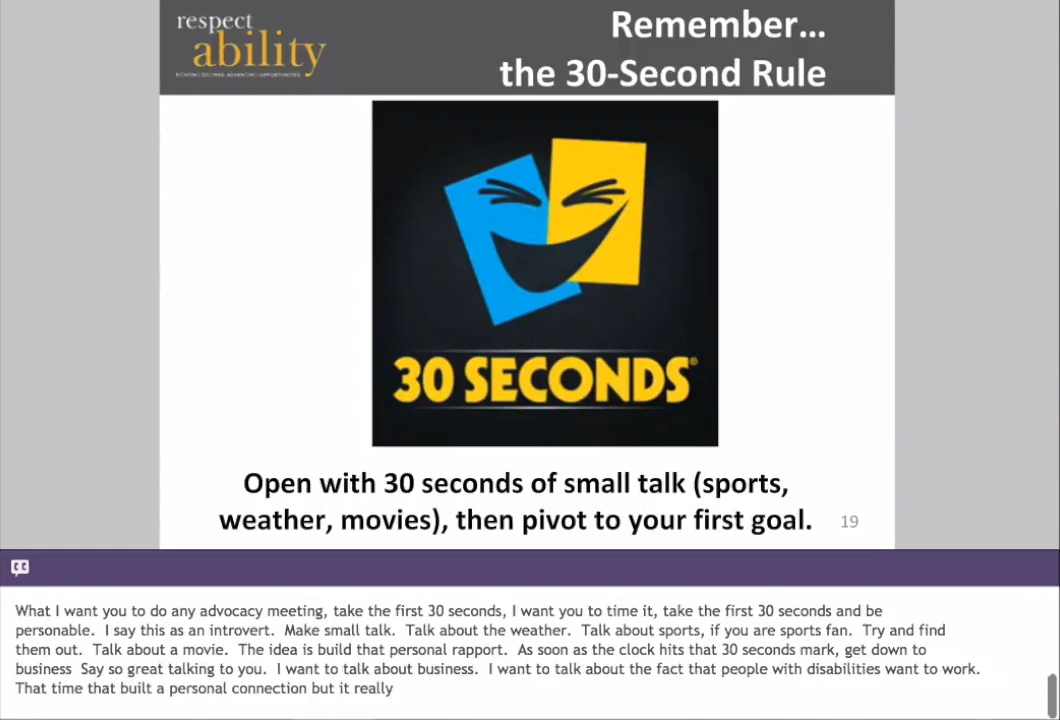 respect
ability
FIGHTING STIGMAS. ADVANCING OPPORTUNITIES.
Remember…
the 30-Second Rule
30 SECONDS®
Open with 30 seconds of small talk (sports,
weather, movies), then pivot to your first goal.
19
cc
What I want you to do any advocacy meeting, take the first 30 seconds, I want you to time it, take the first 30 seconds and be
personable. I say this as an introvert. Make small talk. Talk about the weather. Talk about sports, if you are sports fan. Try and find
them out. Talk about a movie. The idea is build that personal rapport. As soon as the clock hits that 30 seconds mark, get down to
business Say so great talking to you. I want to talk about business. I want to talk about the fact that people with disabilities want to work.
That time that built a personal connection but it really